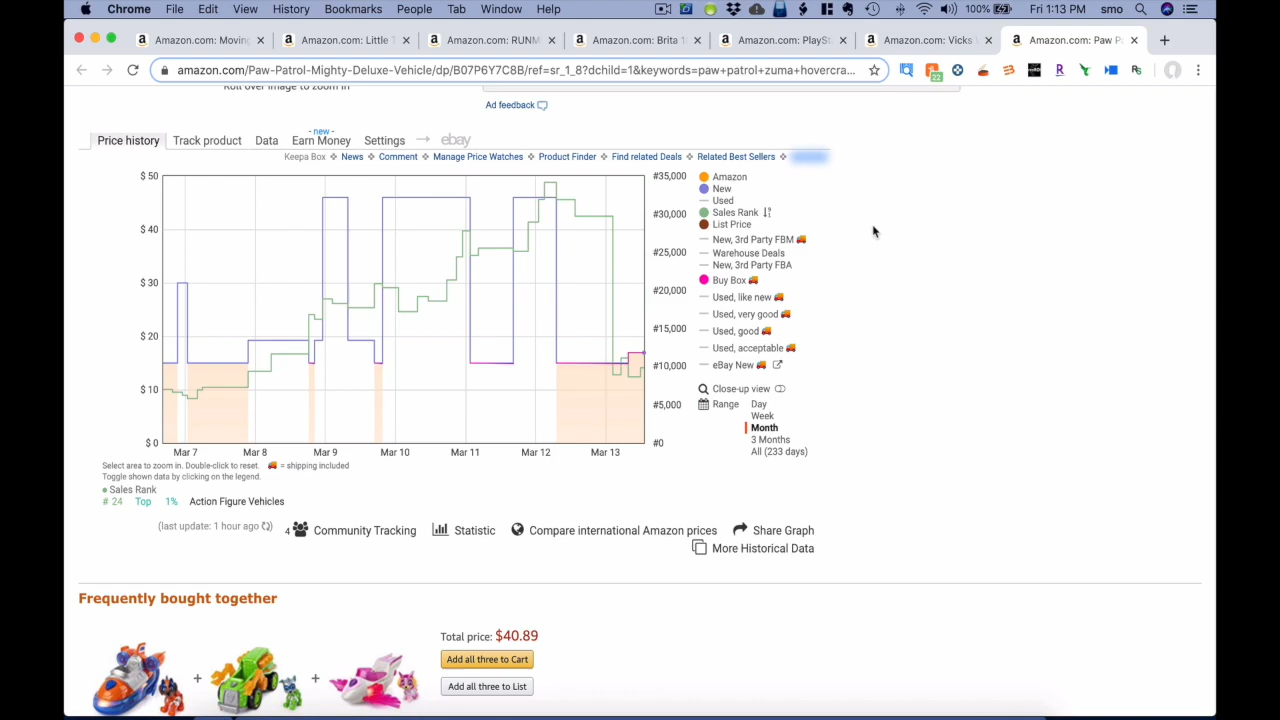 Chrome File Edit View History Bookmarks People Tab Window Help 100% Fri 1:13 PM smo
Amazon.com: Movin Amazon.com: Little T Amazon.com: RUNM Amazon.com: Brita 1 Amazon.com: PlaySt Amazon.com: Vicks Amazon.com: Paw P
amazon.com/Paw-Patrol-Mighty-Deluxe-Vehicle/dp/B07P6Y7C8B/ref=sr_1_8?dchild=1&keywords=paw+patrol+zuma+hovercra... 22
Roll over image to zoom in
Ad feedback
- new -
Price history Track product Data Earn Money Settings ebay
Keepa Box News Comment Manage Price Watches Product Finder Find related Deals Related Best Sellers
$ 50 #35,000 Amazon
New
Used
#30,000 Sales Rank
$ 40 List Price
New, 3rd Party FBM
#25,000 Warehouse Deals
New, 3rd Party FBA
$ 30 #20,000 Buy Box
Used, like new
Used, very good
$ 20 #15,000 Used, good
Used, acceptable
#10,000 eBay New
$ 10 Close-up view
#5,000 Range Day
Week
Month
$ 0 #0 3 Months
Mar 7 Mar 8 Mar 9 Mar 10 Mar 11 Mar 12 Mar 13 All (233 days)
Select area to zoom in. Double-click to reset. = shipping included
Toggle shown data by clicking on the legend.
Sales Rank
# 24 Top 1% Action Figure Vehicles
(last update: 1 hour ago) 4 Community Tracking Statistic Compare international Amazon prices Share Graph
More Historical Data
Frequently bought together
Total price: $40.89
+ + Add all three to Cart
Add all three to List